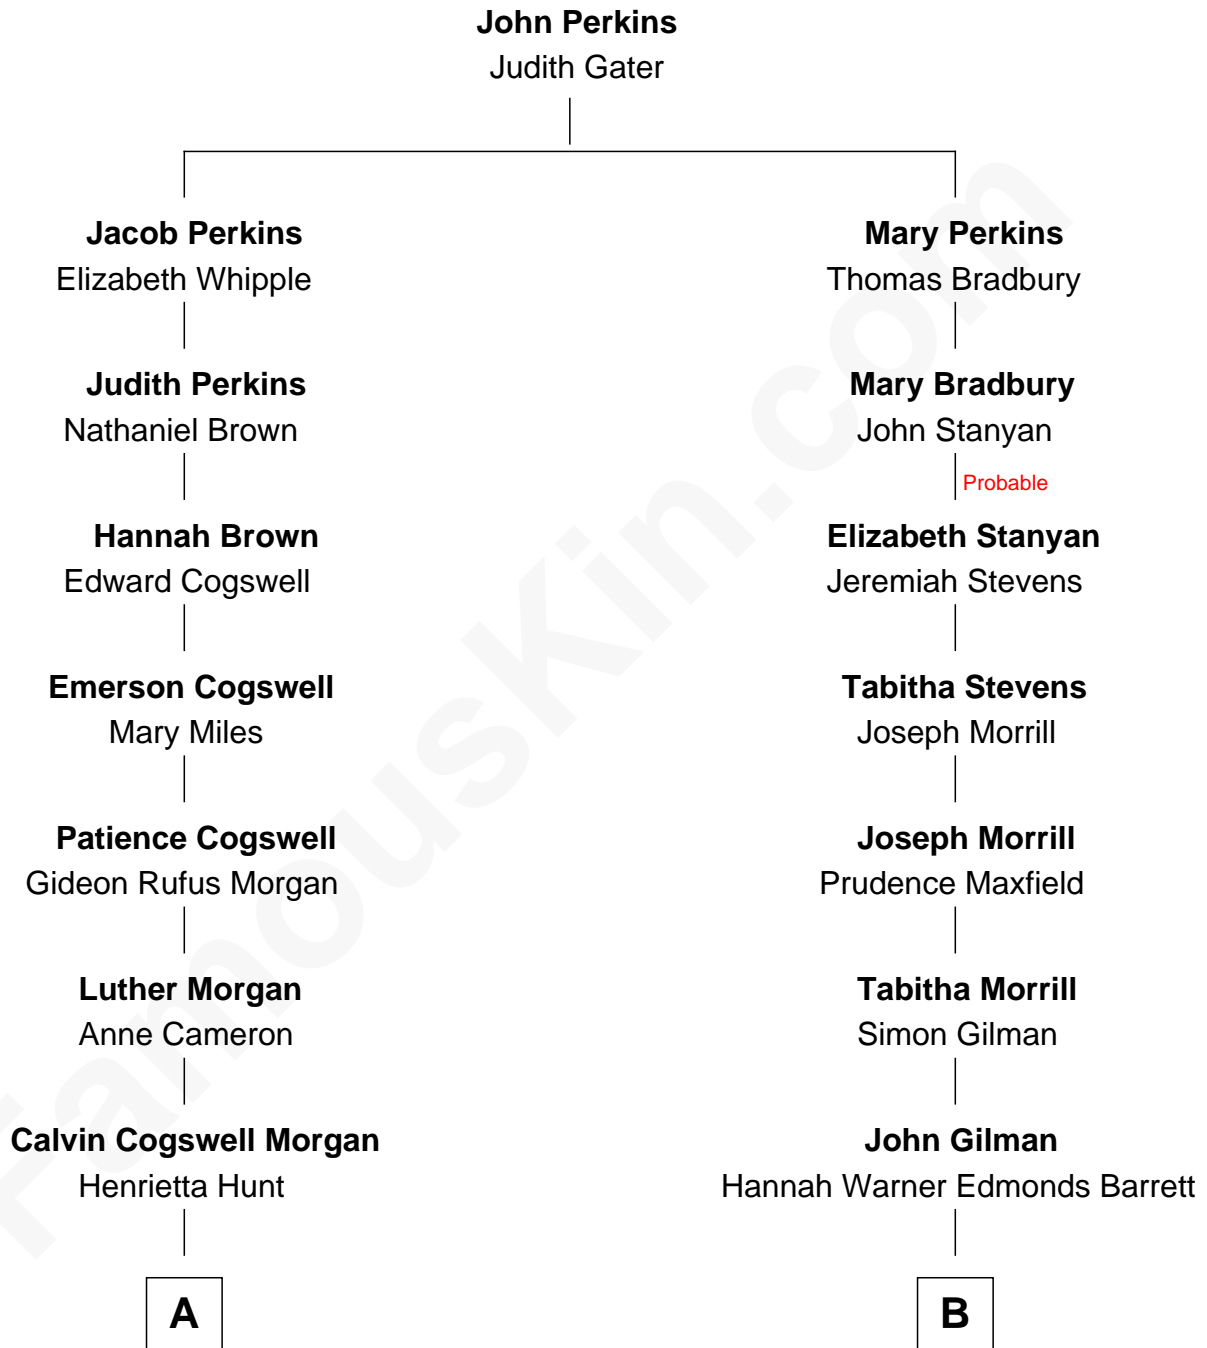 John Perkins
Judith Gater
Jacob Perkins
Elizabeth Whipple
Mary Perkins
Thomas Bradbury
Judith Perkins
Nathaniel Brown
Mary Bradbury
John Stanyan
Probable
Hannah Brown
Edward Cogswell
Elizabeth Stanyan
Jeremiah Stevens
Emerson Cogswell
Mary Miles
Tabitha Stevens
Joseph Morrill
Patience Cogswell
Gideon Rufus Morgan
Joseph Morrill
Prudence Maxfield
Luther Morgan
Anne Cameron
Tabitha Morrill
Simon Gilman
Calvin Cogswell Morgan
Henrietta Hunt
John Gilman
Hannah Warner Edmonds Barrett
A
B
FamousKin.com